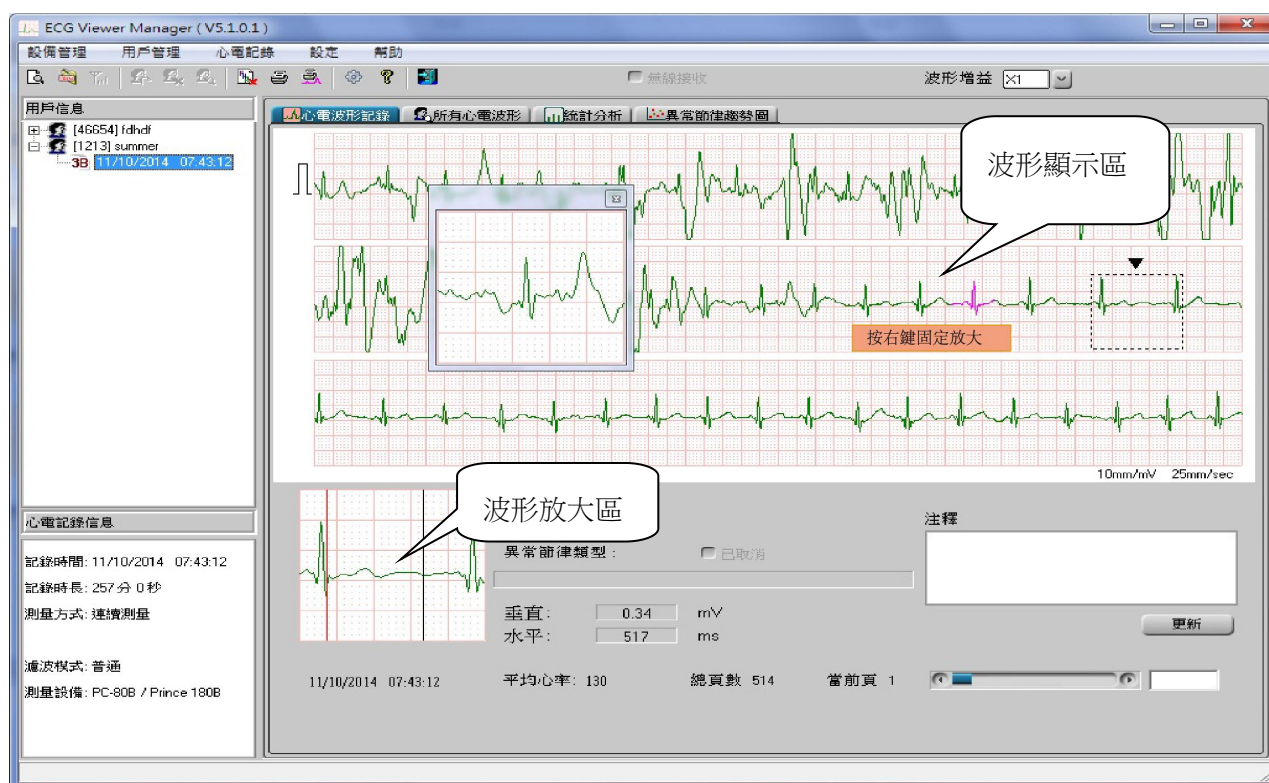 ECG Viewer Manager ( V5.1.0.1 )
設備管理 用戶管理 心電記錄 設定 幫助
無線接收 波形增益 X1
用戶信息
[46654] fdhdf
[1213] summer
3B 11/10/2014 07:43:12
心電波形記錄 所有心電波形 統計分析 異常節律趨勢圖
波形顯示區
按右鍵固定放大
10mm/mV 25mm/sec
波形放大區
心電記錄信息
記錄時間: 11/10/2014 07:43:12
記錄時長: 257 分 0 秒
測量方式: 連續測量
濾波模式: 普通
測量設備: PC-80B / Prince 180B
異常節律類型 : 已取消
垂直: 0.34 mV
水平: 517 ms
注釋
更新
11/10/2014 07:43:12 平均心率: 130 總頁數 514 當前頁 1